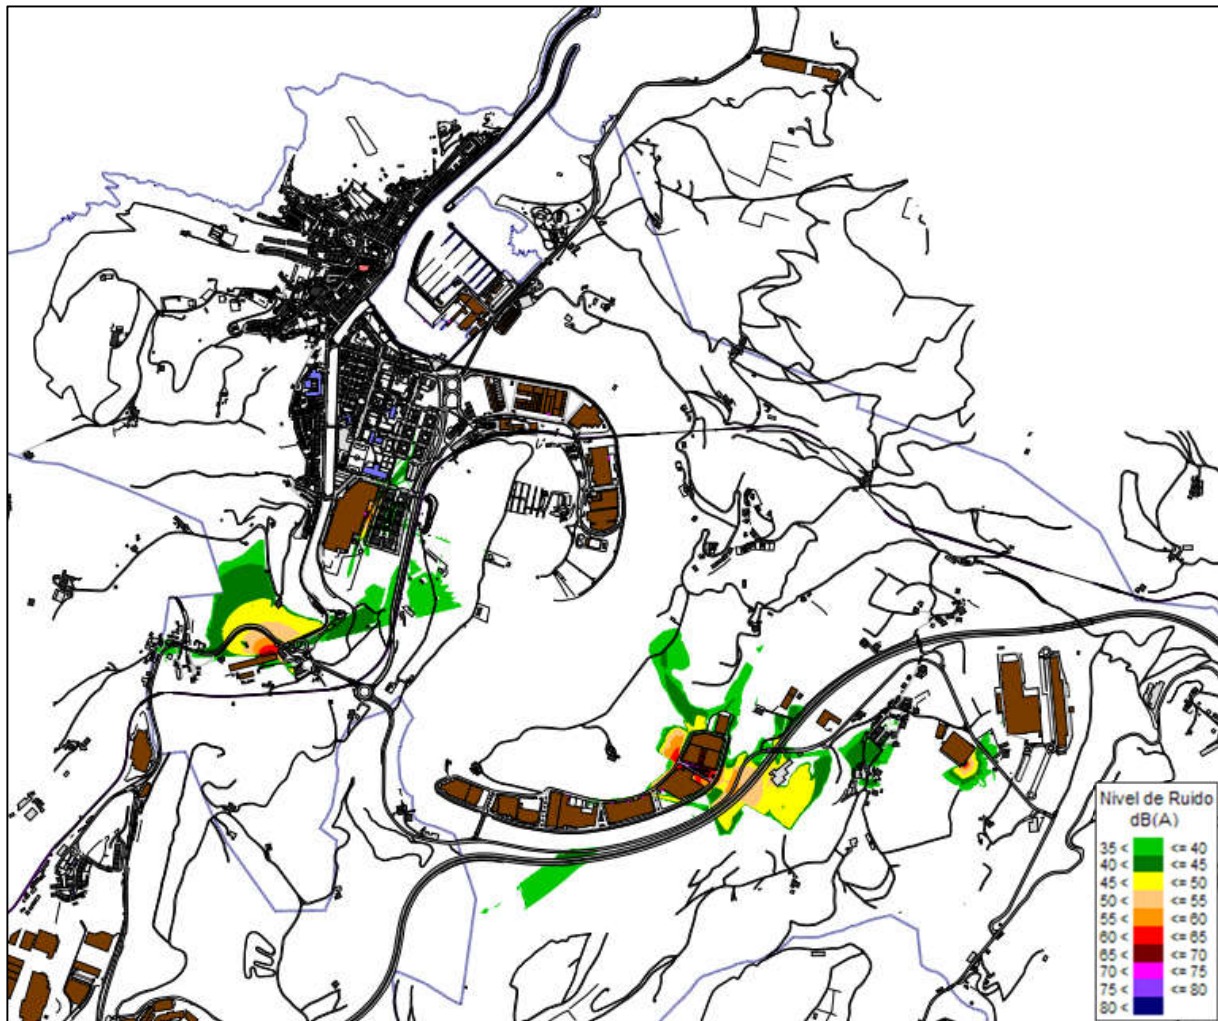 Nivel de Ruido
dB(A)
35 < <= 40
40 < <= 45
45 < <= 50
50 < <= 55
55 < <= 60
60 < <= 65
65 < <= 70
70 < <= 75
75 < <= 80
80 <